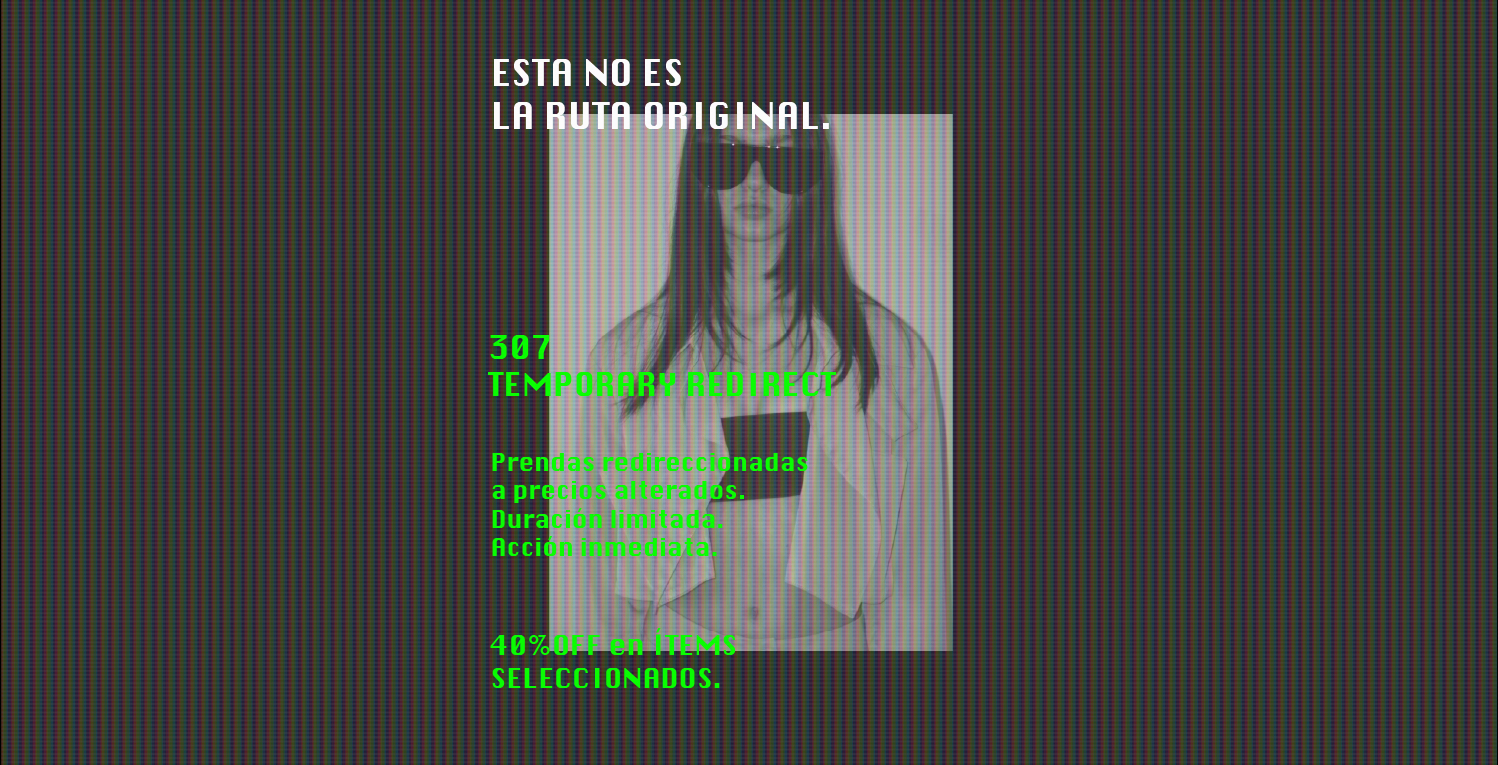 ESTA NO ES
LA RUTA ORIGINAL.
307
TEMPORARY REDIRECT
Prendas redireccionadas
a precios alterados.
Duración limitada.
Acción inmediata.
40%OFF en ÍTEMS
SELECCIONADOS.